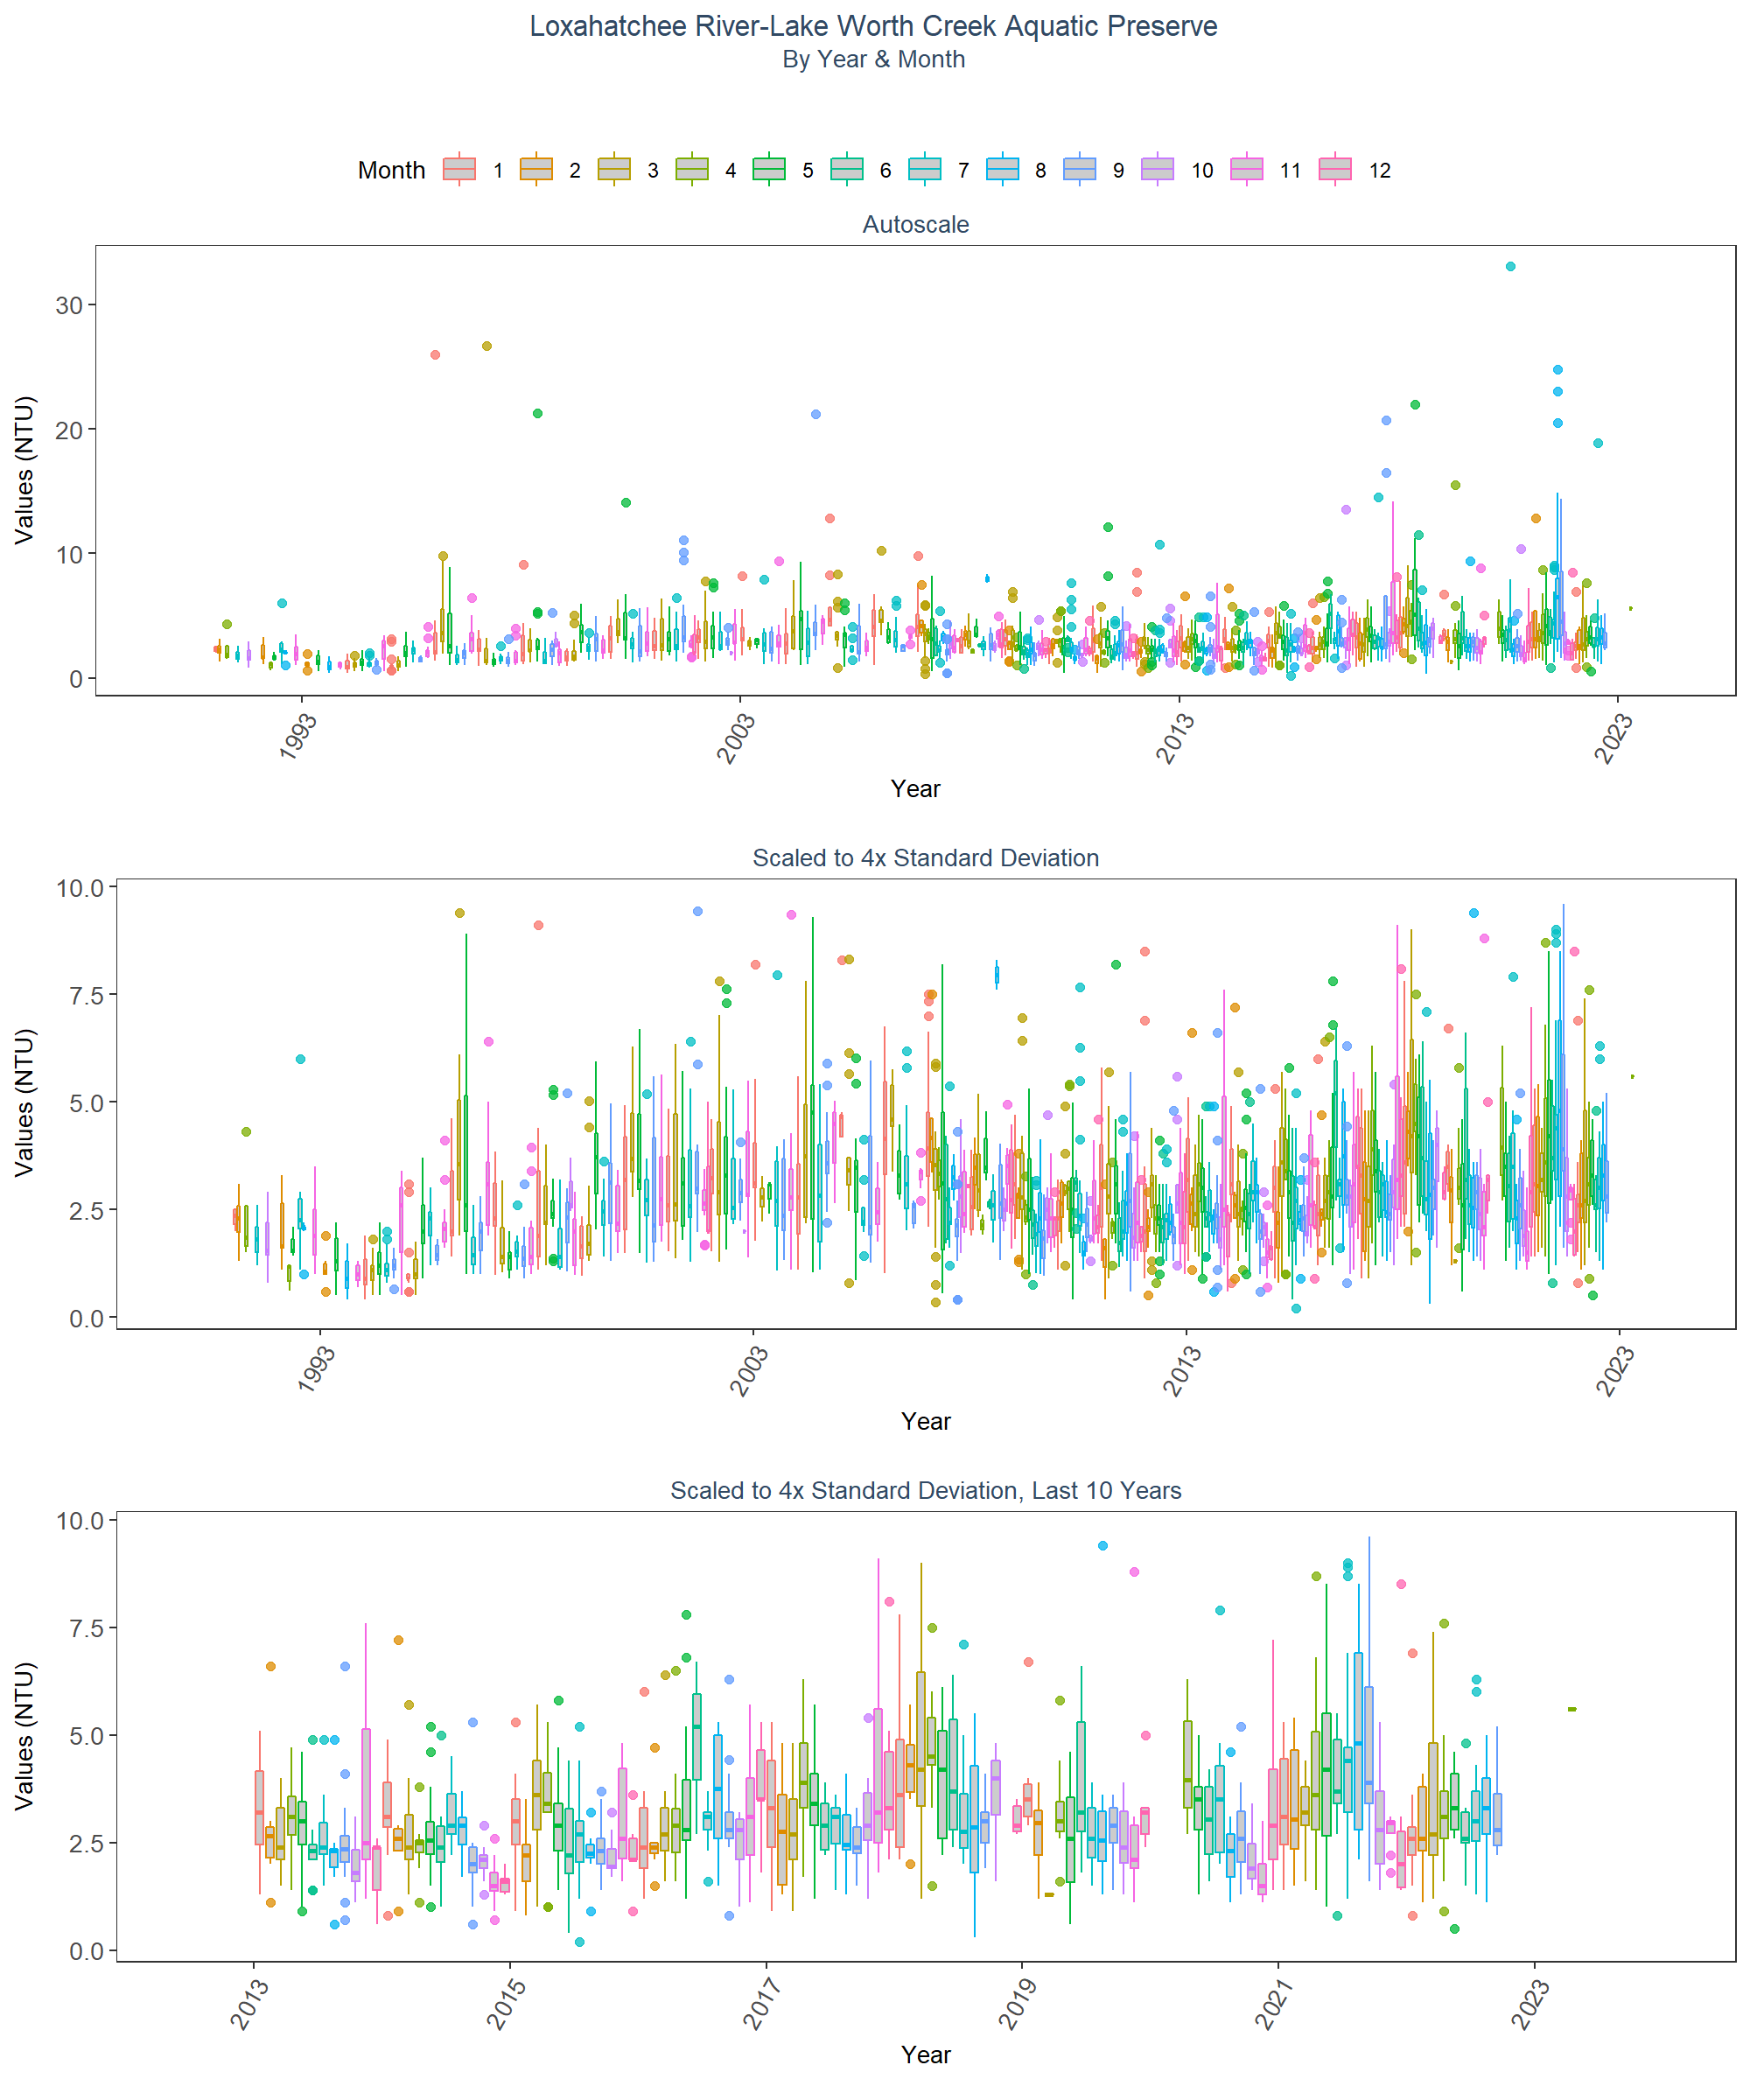 Loxahatchee River-Lake Worth Creek Aquatic Preserve
By Year & Month
Month 1 2 3 4 5 6 7 8 9 10 11 12
Autoscale
Values (NTU)
30
20
10
0
1993 2003 2013 2023
Year
Scaled to 4x Standard Deviation
Values (NTU)
10.0
7.5
5.0
2.5
0.0
1993 2003 2013 2023
Year
Scaled to 4x Standard Deviation, Last 10 Years
Values (NTU)
10.0
7.5
5.0
2.5
0.0
2013 2015 2017 2019 2021 2023
Year